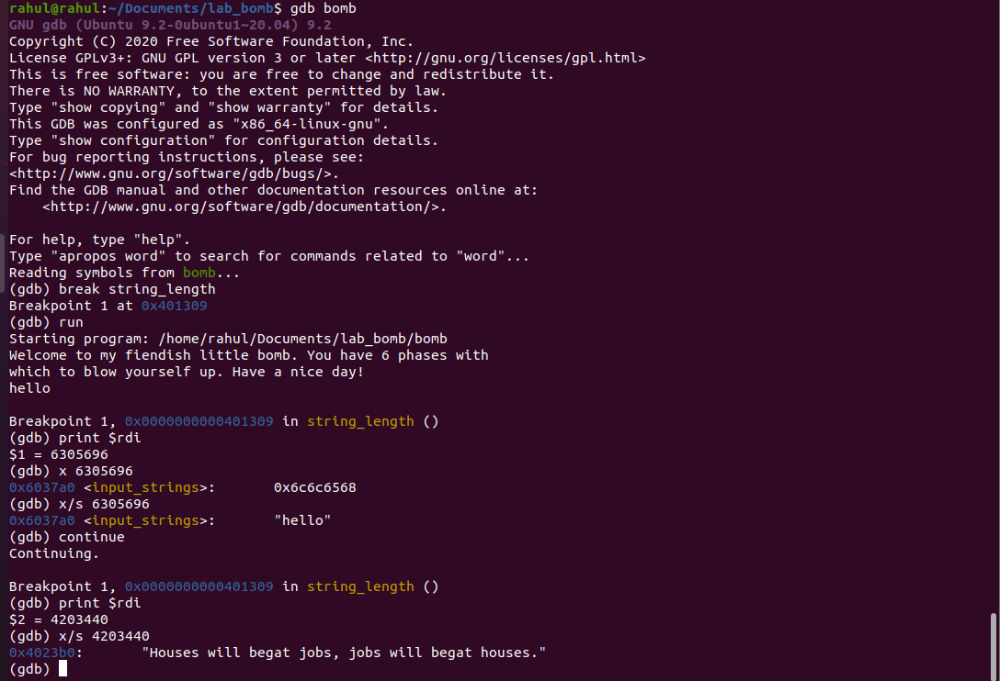 rahul@rahul:~/Documents/lab_bomb$ gdb bomb
GNU gdb (Ubuntu 9.2-0ubuntu1~20.04) 9.2
Copyright (C) 2020 Free Software Foundation, Inc.
License GPLv3+: GNU GPL version 3 or later <http://gnu.org/licenses/gpl.html>
This is free software: you are free to change and redistribute it.
There is NO WARRANTY, to the extent permitted by law.
Type "show copying" and "show warranty" for details.
This GDB was configured as "x86_64-linux-gnu".
Type "show configuration" for configuration details.
For bug reporting instructions, please see:
<http://www.gnu.org/software/gdb/bugs/>.
Find the GDB manual and other documentation resources online at:
    <http://www.gnu.org/software/gdb/documentation/>.

For help, type "help".
Type "apropos word" to search for commands related to "word"...
Reading symbols from bomb...
(gdb) break string_length
Breakpoint 1 at 0x401309
(gdb) run
Starting program: /home/rahul/Documents/lab_bomb/bomb
Welcome to my fiendish little bomb. You have 6 phases with
which to blow yourself up. Have a nice day!
hello

Breakpoint 1, 0x0000000000401309 in string_length ()
(gdb) print $rdi
$1 = 6305696
(gdb) x 6305696
0x6037a0 <input_strings>:       0x6c6c6568
(gdb) x/s 6305696
0x6037a0 <input_strings>:       "hello"
(gdb) continue
Continuing.

Breakpoint 1, 0x0000000000401309 in string_length ()
(gdb) print $rdi
$2 = 4203440
(gdb) x/s 4203440
0x4023b0:       "Houses will begat jobs, jobs will begat houses."
(gdb)